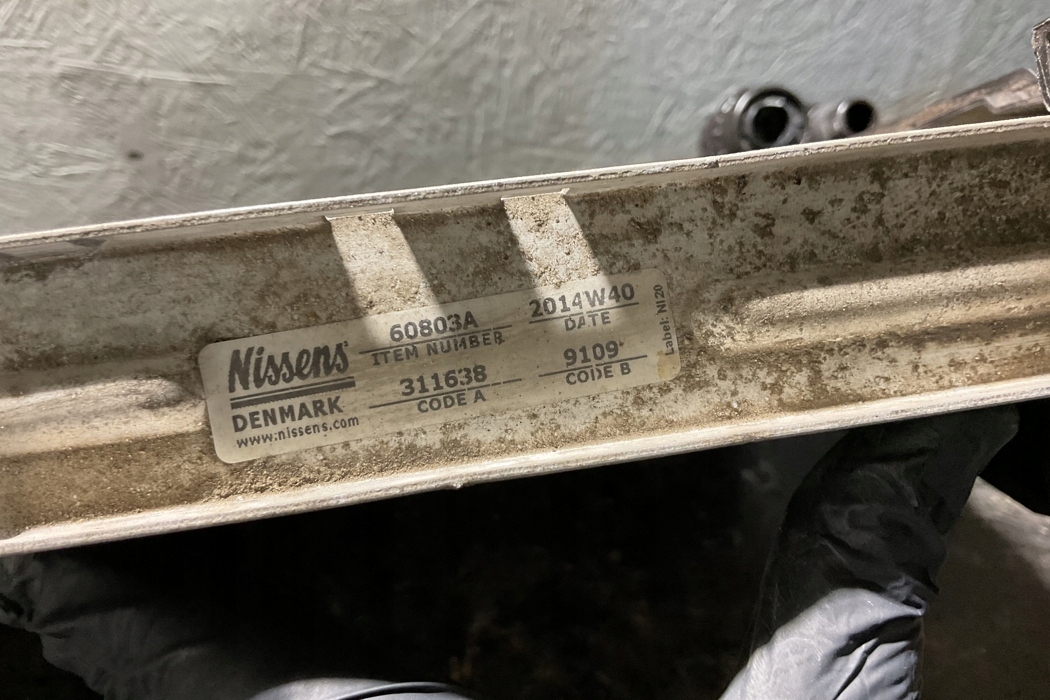 Nissens
DENMARK
www.nissens.com
60803A
ITEM NUMBER
2014W40
DATE
311638
CODE A
9109
CODE B
Label: NI 20